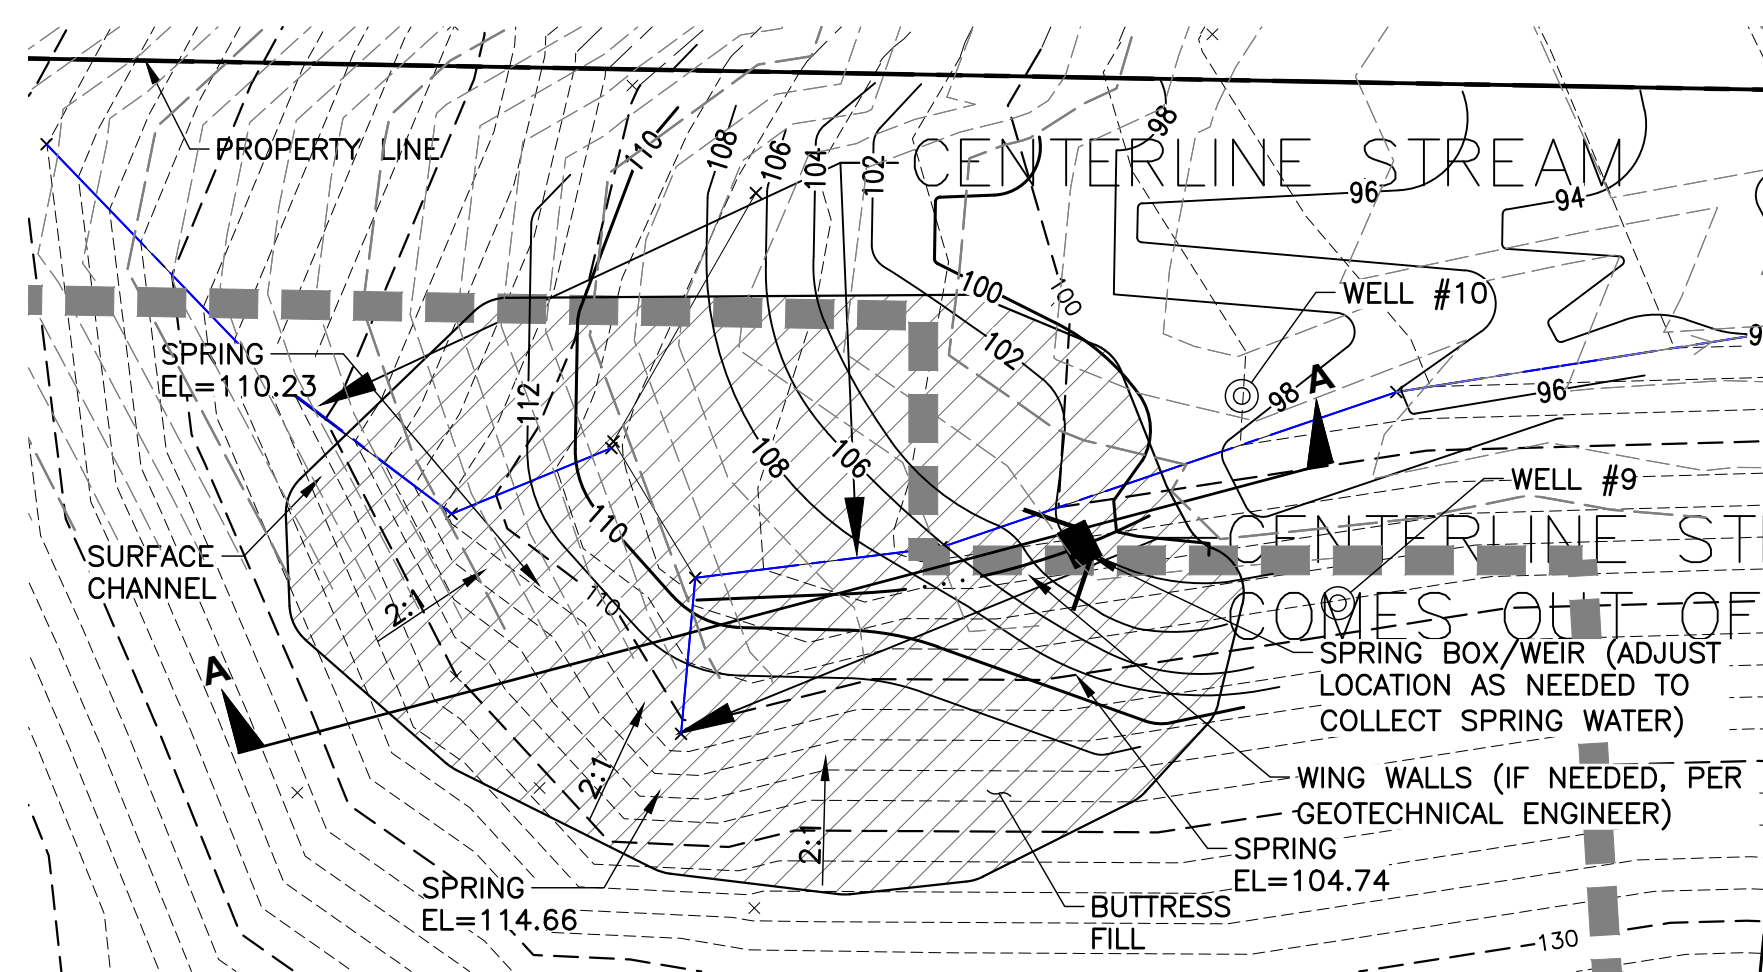 PROPERTY LINE
110
108
106
104
102
98
CENTERLINE STREAM
96
94
100
100
WELL #10
102
SPRING
EL=110.23
112
98
A
96
9
108
106
WELL #9
110
CENTERLINE ST
SURFACE
CHANNEL
2:1
110
COMES OUT OF
A
SPRING BOX/WEIR (ADJUST
LOCATION AS NEEDED TO
COLLECT SPRING WATER)
2:1
WING WALLS (IF NEEDED, PER
GEOTECHNICAL ENGINEER)
2:1
SPRING
EL=104.74
SPRING
EL=114.66
BUTTRESS
FILL
130